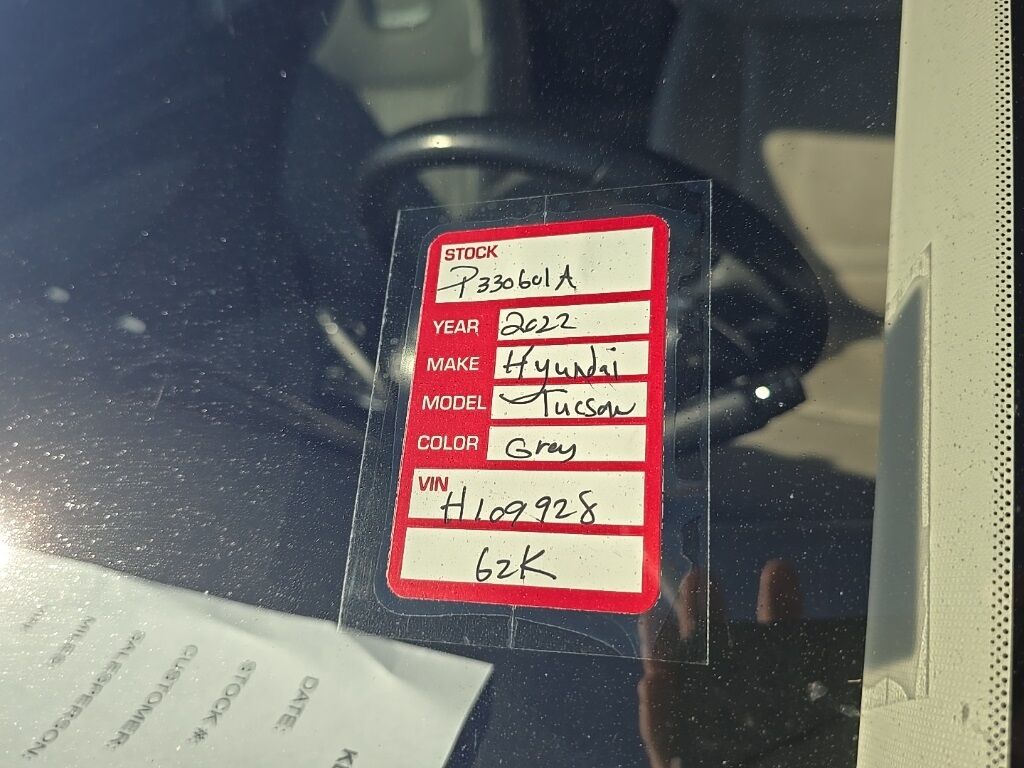 STOCK
P330601A
YEAR 2022
MAKE Hyundai
MODEL Tucson
COLOR Grey
VIN
H109928
62K
DATE:
STOCK #:
CUSTOMER:
SALESPERSON:
MILES